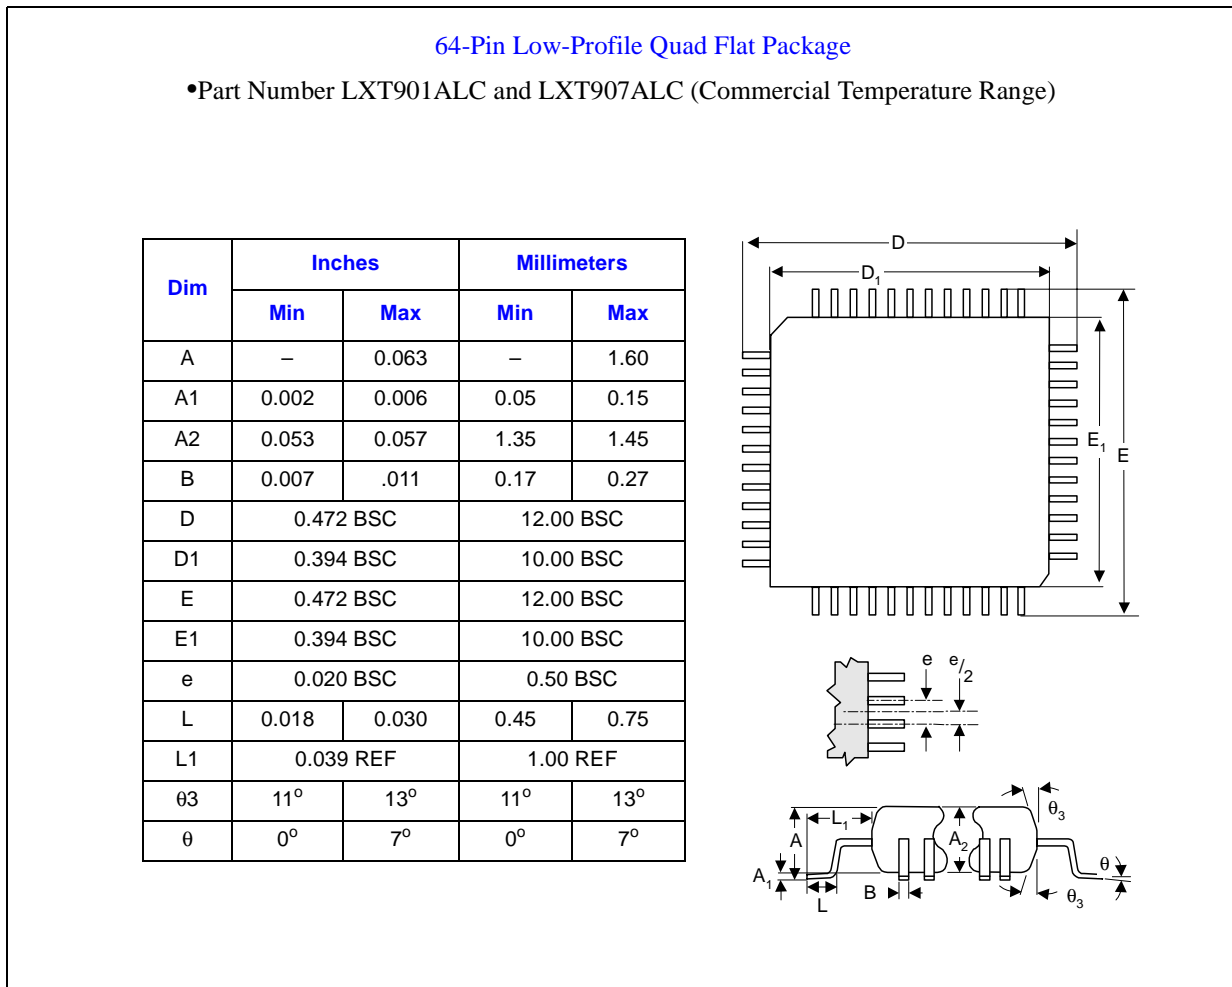 64-Pin Low-Profile Quad Flat Package
•Part Number LXT901ALC and LXT907ALC (Commercial Temperature Range)
Dim Inches Millimeters
Min Max Min Max
A – 0.063 – 1.60
A1 0.002 0.006 0.05 0.15
A2 0.053 0.057 1.35 1.45
B 0.007 .011 0.17 0.27
D 0.472 BSC 12.00 BSC
D1 0.394 BSC 10.00 BSC
E 0.472 BSC 12.00 BSC
E1 0.394 BSC 10.00 BSC
e 0.020 BSC 0.50 BSC
L 0.018 0.030 0.45 0.75
L1 0.039 REF 1.00 REF
θ3 11° 13° 11° 13°
θ 0° 7° 0° 7°
D
D1
E1 E
e e/2
L1 A A2 θ3
A1 θ
L B θ3